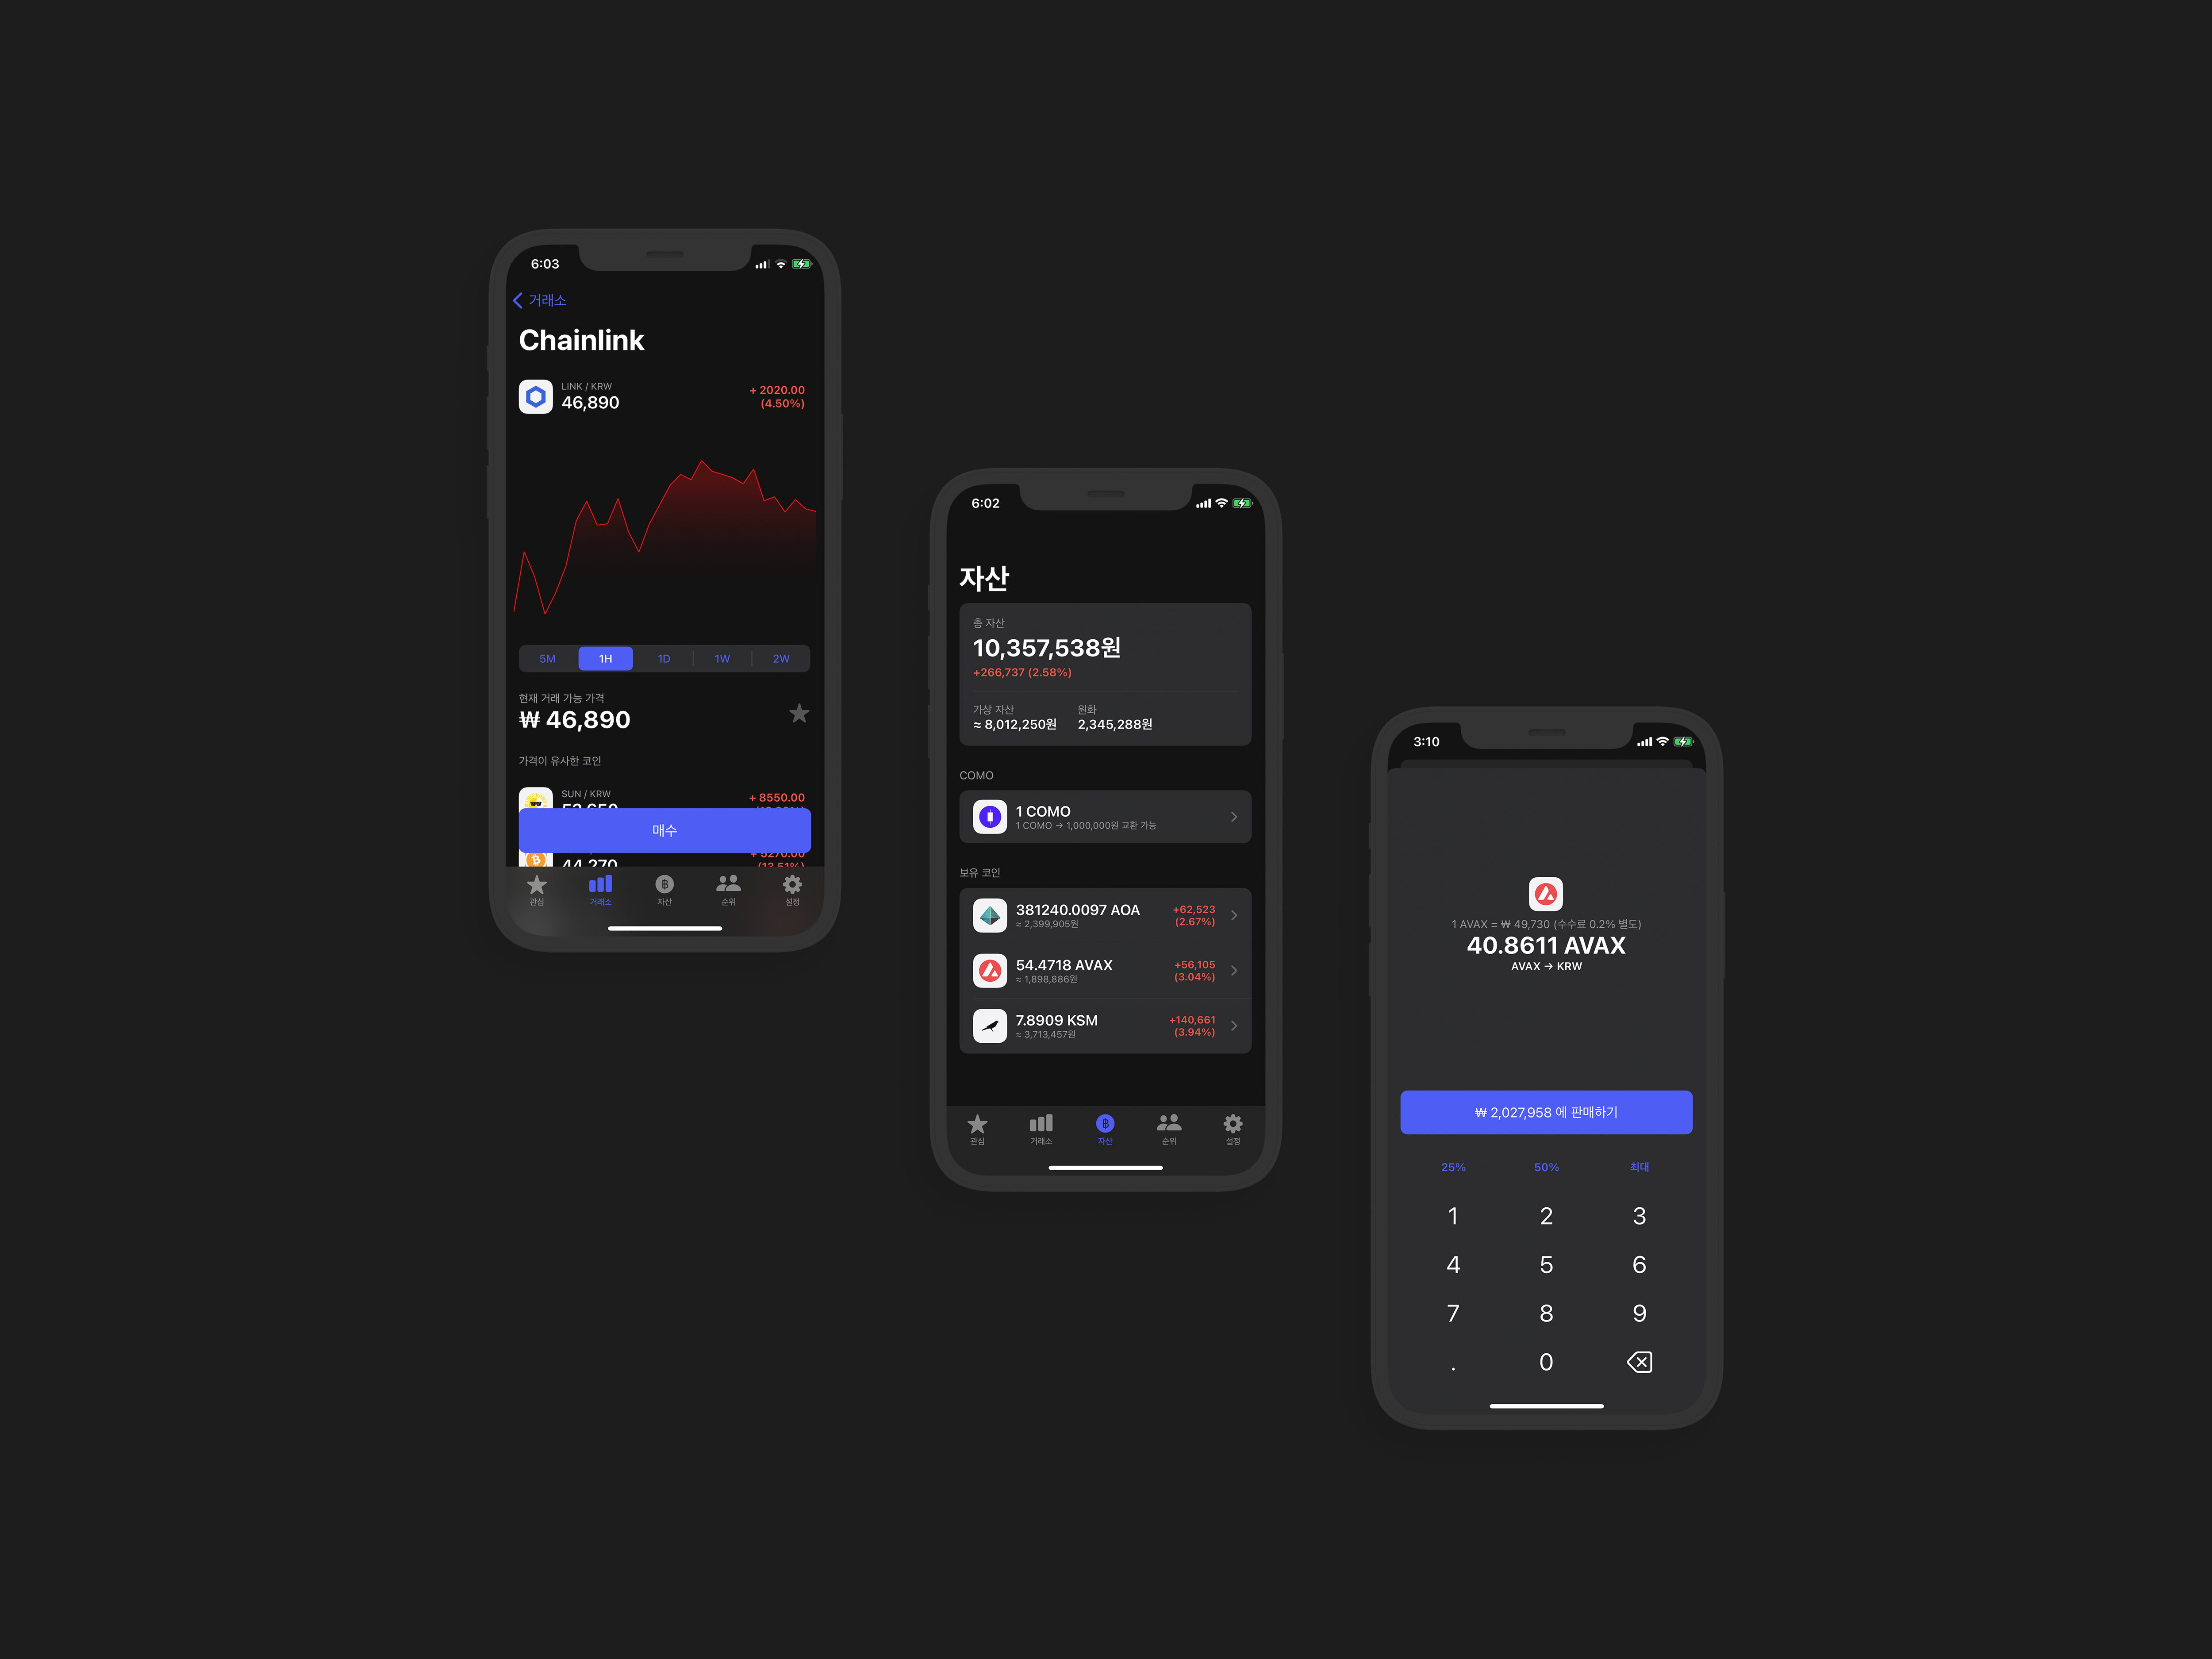 6:03
거래소
Chainlink
LINK / KRW
46,890
+ 2020.00
(4.50%)
5M
1H
1D
1W
2W
현재 거래 가능 가격
₩ 46,890
가격이 유사한 코인
SUN / KRW
+ 8550.00
매수
44,270
+ 5270.00
(13.51%)
관심
거래소
자산
순위
설정
6:02
자산
총 자산
10,357,538원
+266,737 (2.58%)
가상 자산
원화
≈ 8,012,250원
2,345,288원
COMO
1 COMO
1 COMO → 1,000,000원 교환 가능
보유 코인
381240.0097 AOA
≈ 2,399,905원
+62,523
(2.67%)
54.4718 AVAX
≈ 1,898,886원
+56,105
(3.04%)
7.8909 KSM
≈ 3,713,457원
+140,661
(3.94%)
관심
거래소
자산
순위
설정
3:10
1 AVAX = ₩ 49,730 (수수료 0.2% 별도)
40.8611 AVAX
AVAX → KRW
₩ 2,027,958 에 판매하기
25%
50%
최대
1
2
3
4
5
6
7
8
9
.
0